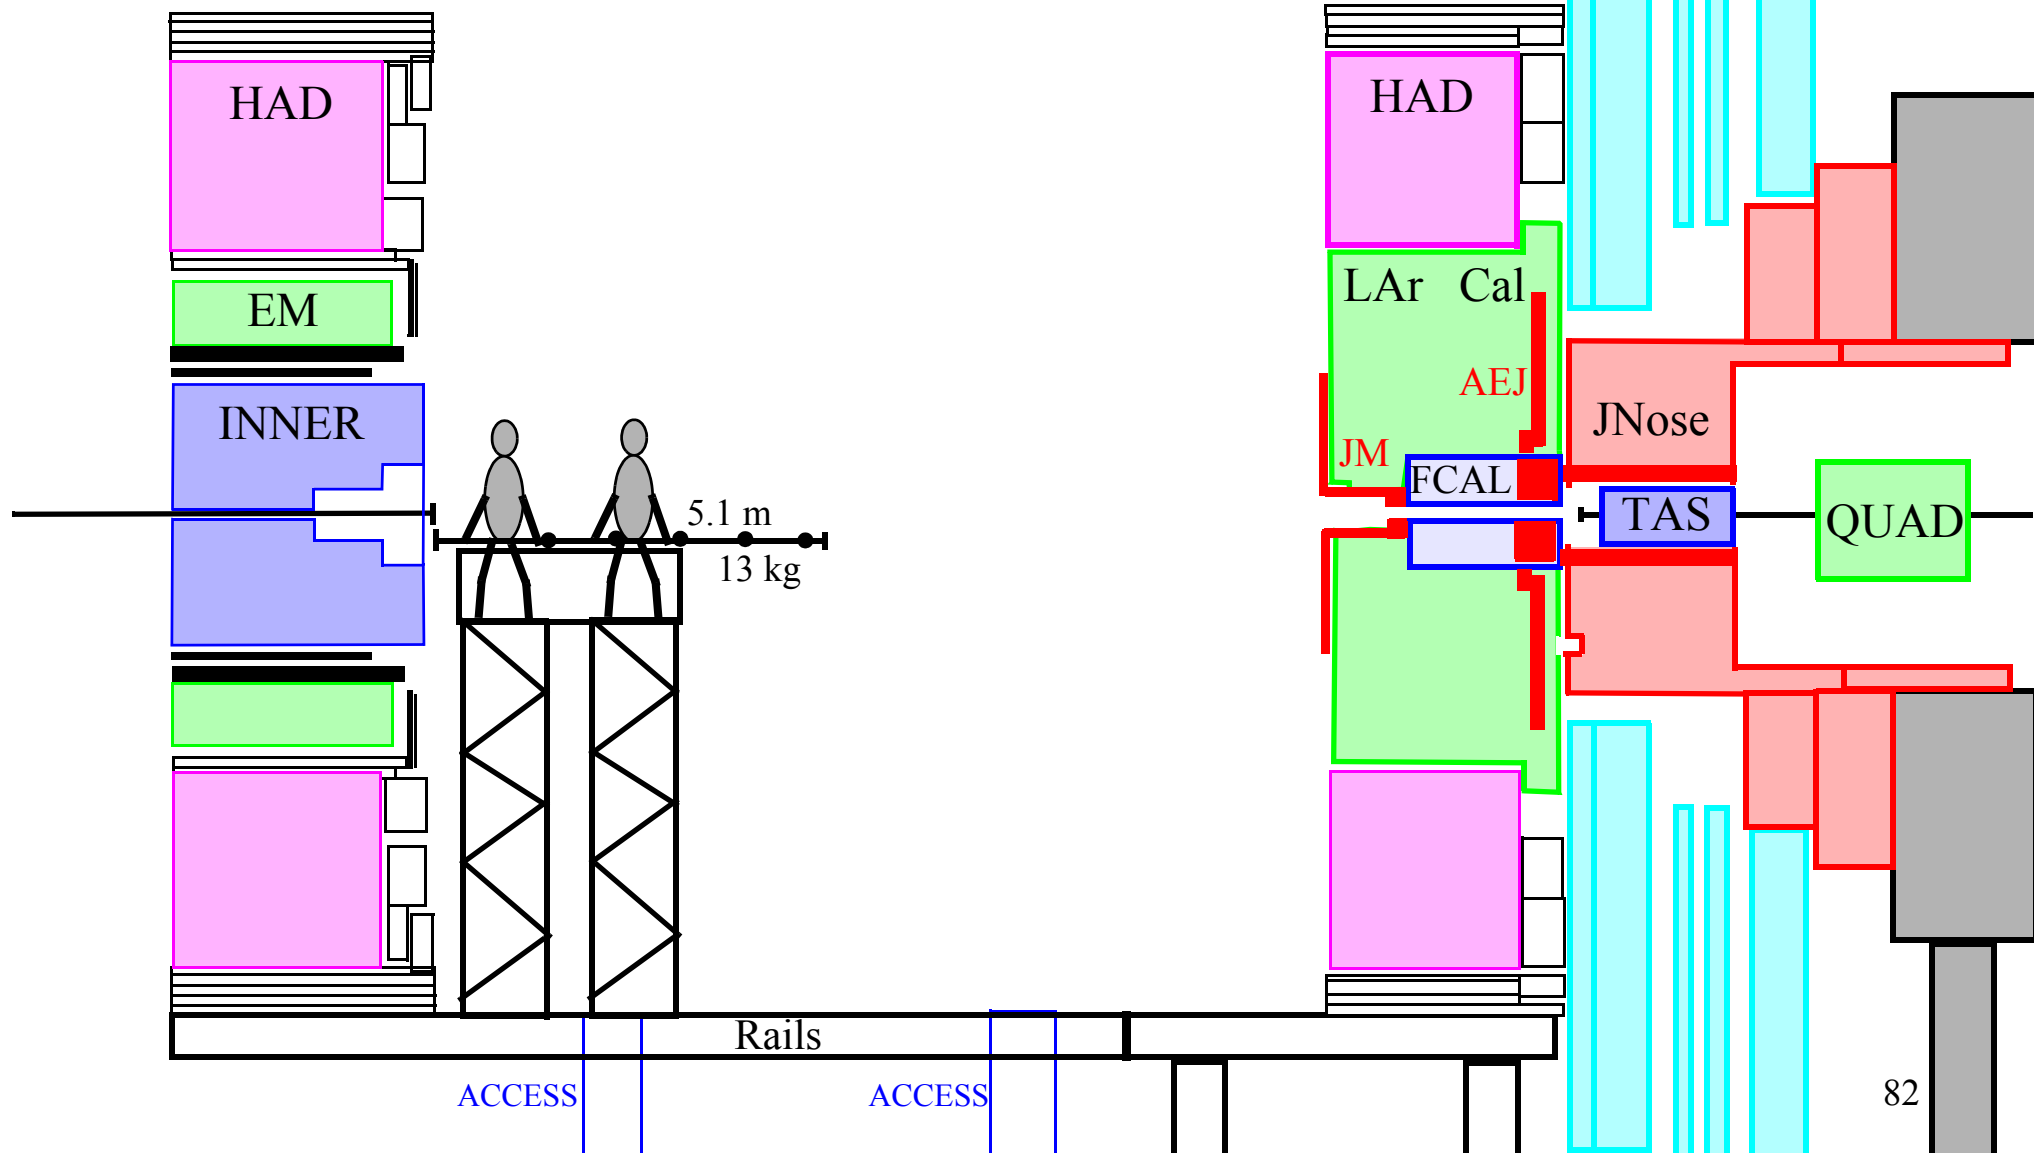 HAD
HAD
LAr Cal
EM
AEJ
INNER
JNose
JM
FCAL
5.1 m
TAS
QUAD
13 kg
Rails
ACCESS
ACCESS
82